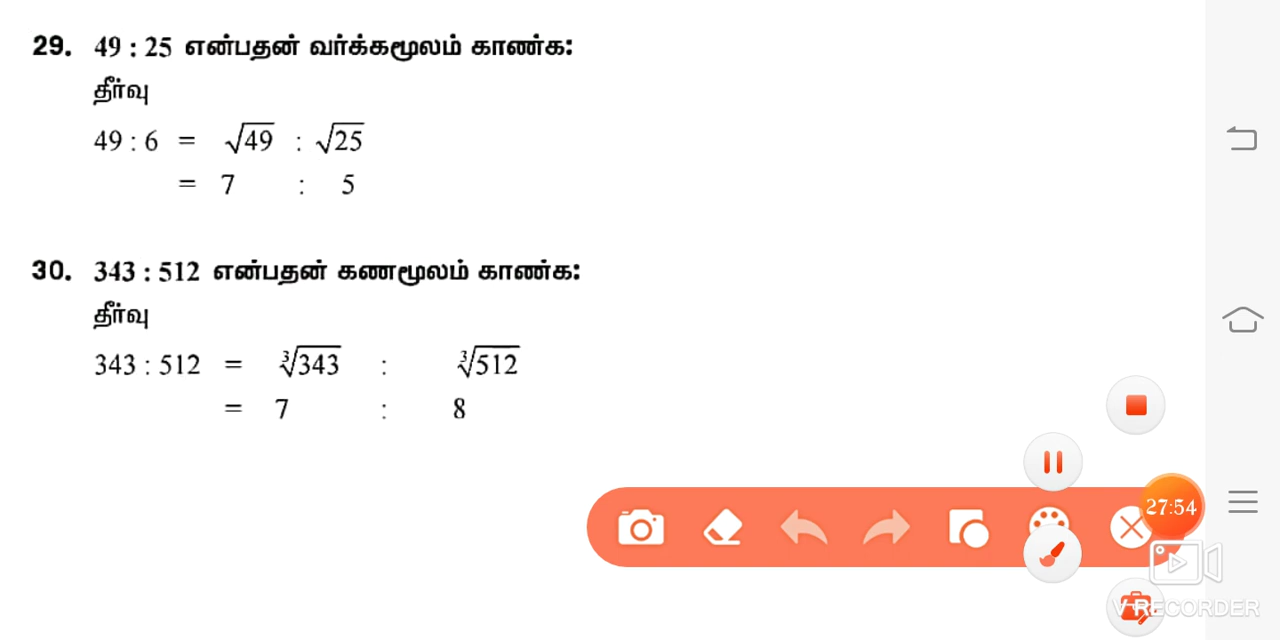 29. 49 : 25 என்பதன் வர்க்கமூலம் காண்க:
தீர்வு
49 : 6 = √49 : √25
= 7 : 5
30. 343 : 512 என்பதன் கணமூலம் காண்க:
தீர்வு
343 : 512 = ∛343 : ∛512
= 7 : 8
27:54
V RECORDER